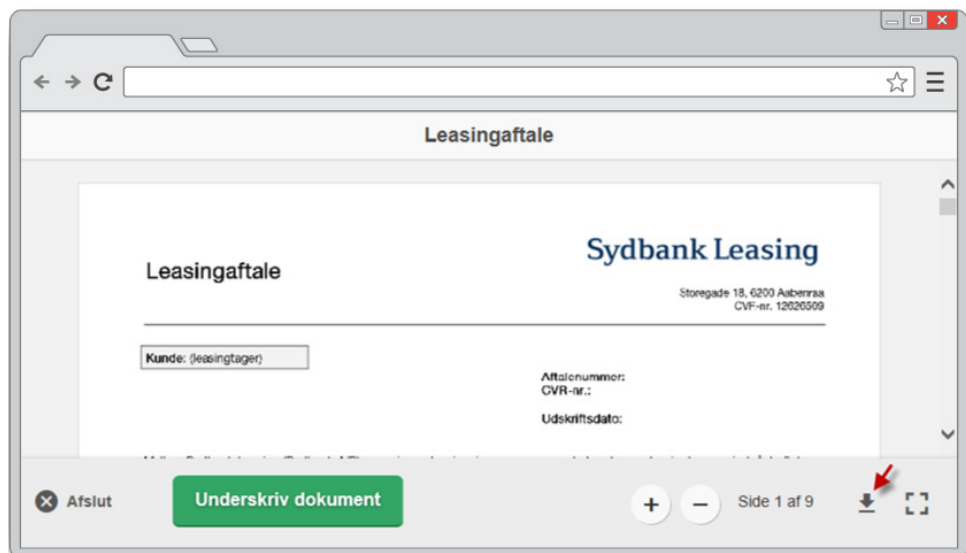 Leasingaftale
Sydbank Leasing
Leasingaftale
Storegade 18, 6200 Aabenraa
CVR-nr. 12626509
Kunde: (leasingtager)
Aftalenummer:
CVR-nr.:
Udskriftsdato:
Afslut
Underskriv dokument
+
−
Side 1 af 9